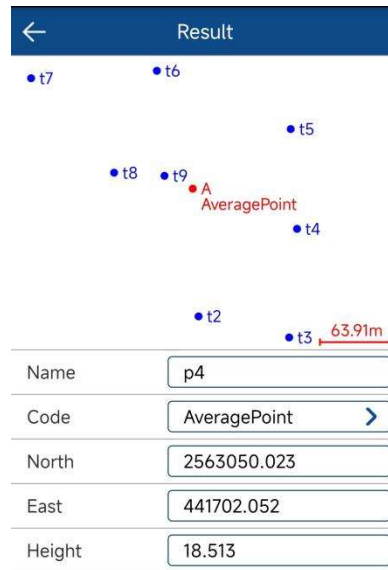 Result
t7
t6
t5
t8
t9
A
AveragePoint
t4
t2
t3
63.91m
Name p4
Code AveragePoint
North 2563050.023
East 441702.052
Height 18.513